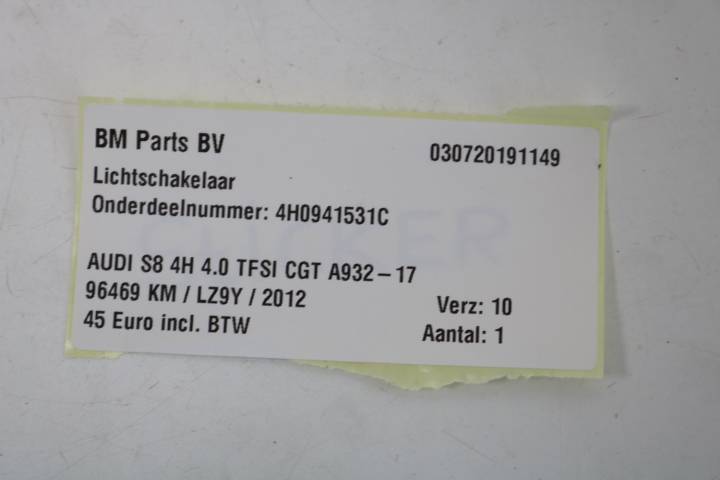 BM Parts BV
030720191149
Lichtschakelaar
Onderdeelnummer: 4H0941531C
AUDI S8 4H 4.0 TFSI CGT A932-17
96469 KM / LZ9Y / 2012
Verz: 10
45 Euro incl. BTW
Aantal: 1